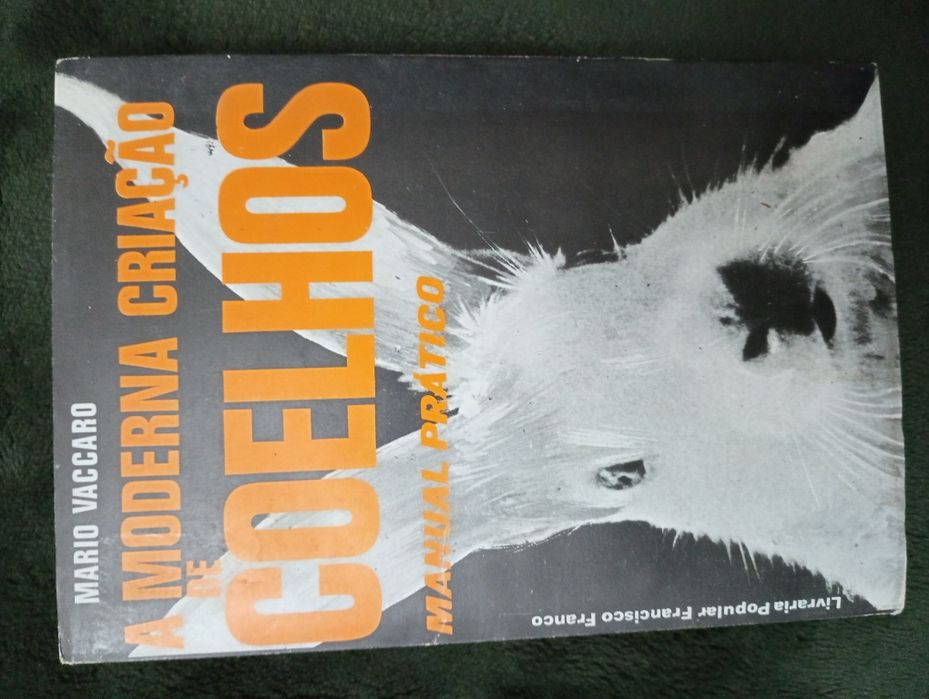 MARIO VACCARO
A MODERNA CRIAÇÃO
DE
COELHOS
MANUAL PRÁTICO
Livraria Popular Francisco Franco